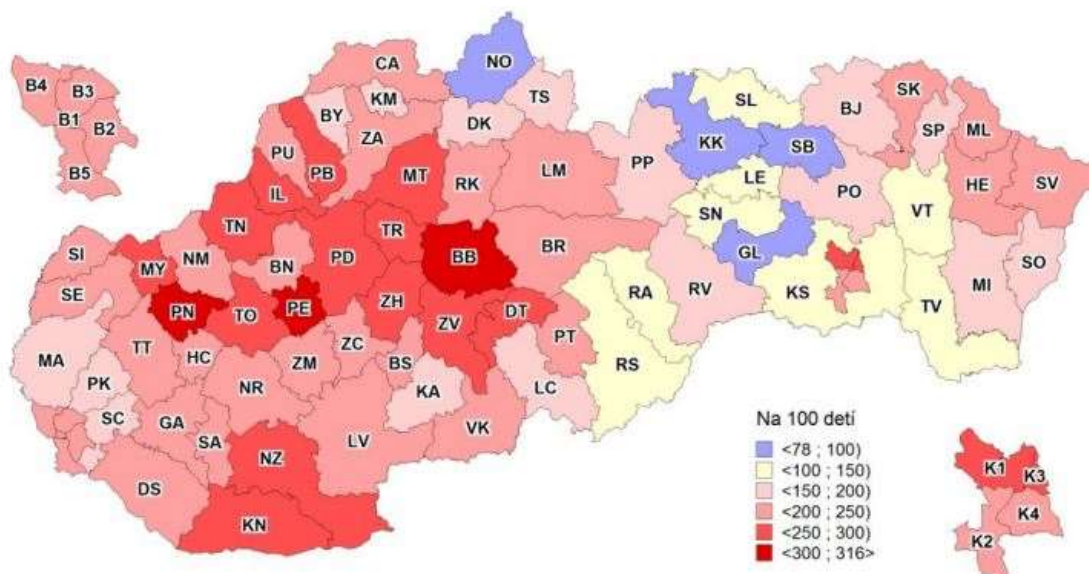 CA
NO
B4
B3
KM
TS
SL
BJ
SK
BY
B1
B2
ZA
DK
KK
SB
SP
ML
PU
PB
PP
B5
MT
RK
LM
LE
PO
HE
SV
IL
TN
SN
VT
TR
SI
MY
NM
BN
PD
BB
BR
GL
SO
SE
PN
TO
PE
ZH
RA
RV
KS
MI
DT
ZV
TV
MA
TT
HC
ZC
BS
PT
PK
ZM
RS
NR
KA
LC
SC
GA
SA
LV
VK
Na 100 detí
<78 ; 100)
<100 ; 150)
<150 ; 200)
<200 ; 250)
<250 ; 300)
<300 ; 316>
NZ
DS
KN
K1
K3
K4
K2